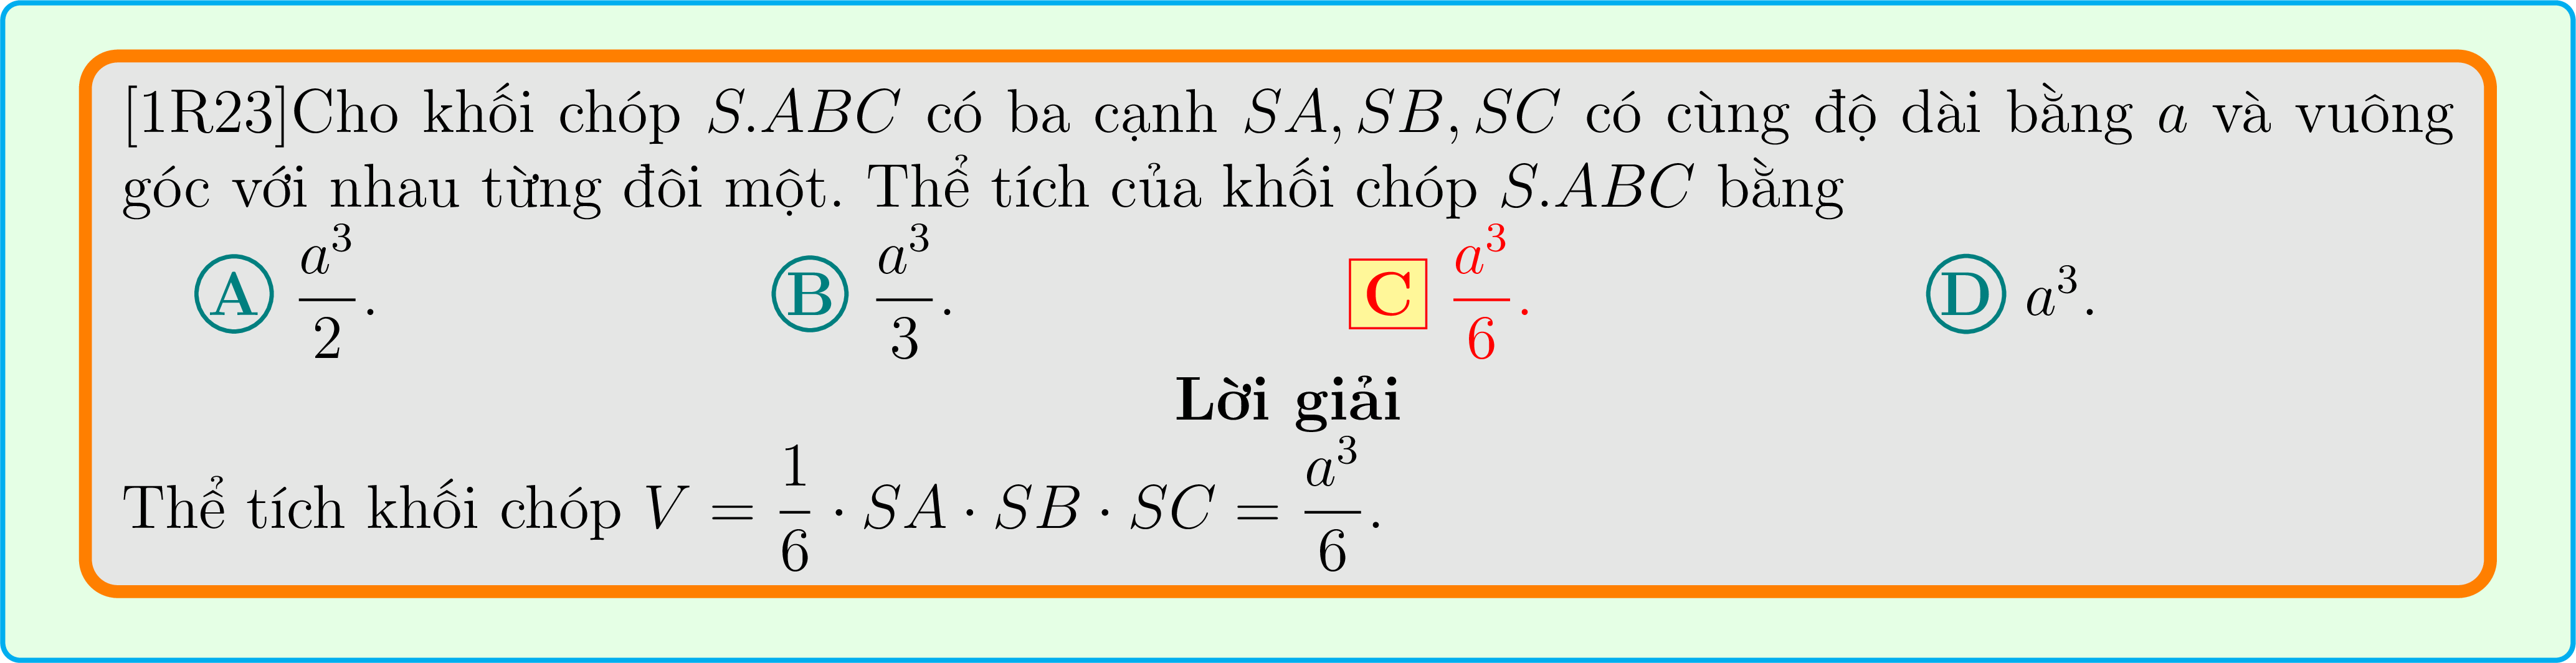 [1R23]Cho khối chóp S.ABC có ba cạnh SA, SB, SC có cùng độ dài bằng a và vuông
góc với nhau từng đôi một. Thể tích của khối chóp S.ABC bằng
A $\frac{a^3}{2}$. B $\frac{a^3}{3}$. C $\frac{a^3}{6}$. D $a^3$.
Lời giải
Thể tích khối chóp $V = \frac{1}{6} \cdot SA \cdot SB \cdot SC = \frac{a^3}{6}$.